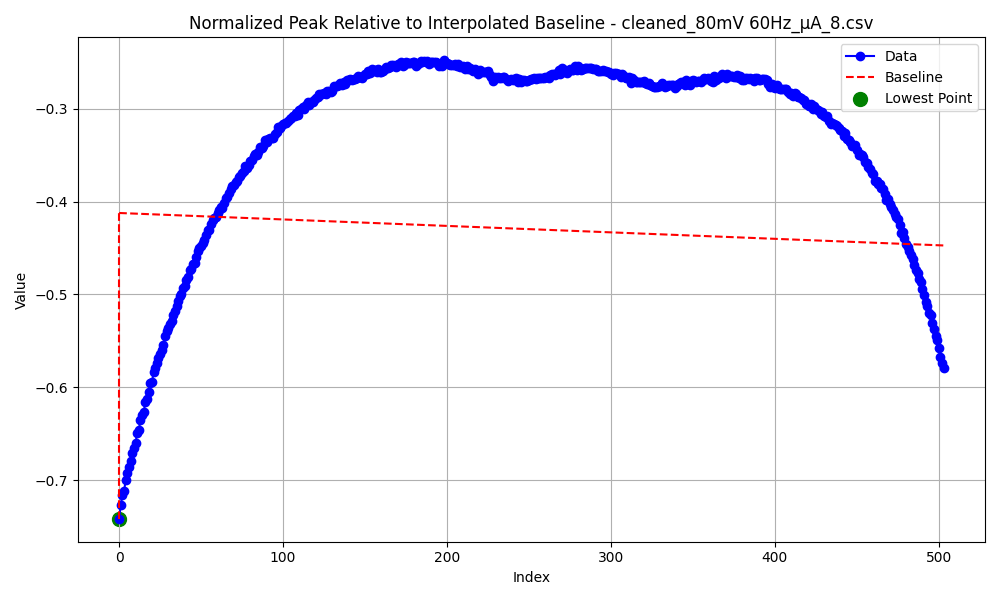 Normalized Peak Relative to Interpolated Baseline - cleaned_80mV 60Hz_μA_8.csv
Data
Baseline
Lowest Point
Value
−0.3
−0.4
−0.5
−0.6
−0.7
0 100 200 300 400 500
Index